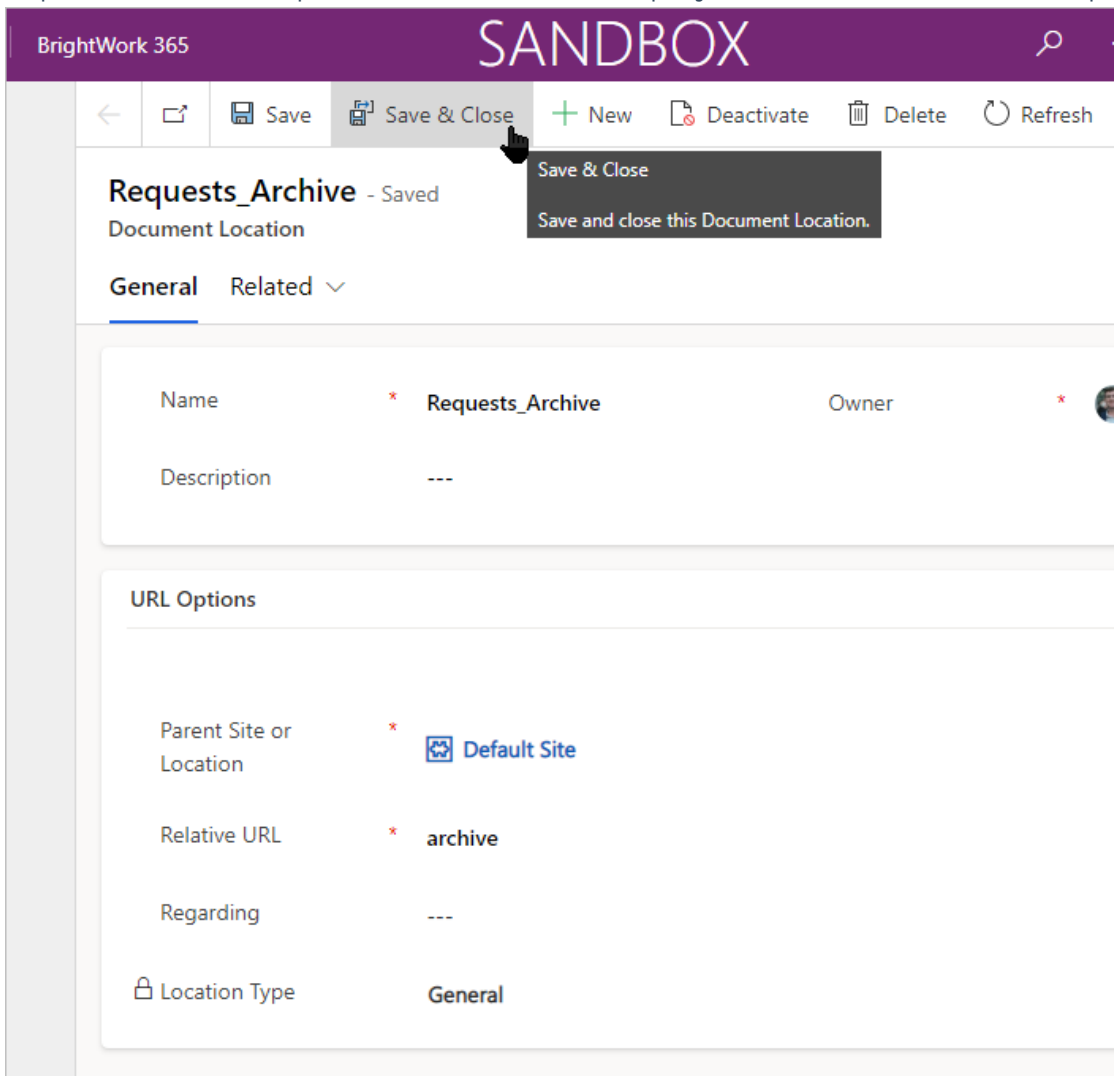 BrightWork 365
SANDBOX
Save
Save & Close
New
Deactivate
Delete
Refresh
Save & Close
Save and close this Document Location.
Requests_Archive - Saved
Document Location
General Related
Name * Requests_Archive Owner *
Description ---
URL Options
Parent Site or
Location * Default Site
Relative URL * archive
Regarding ---
Location Type General